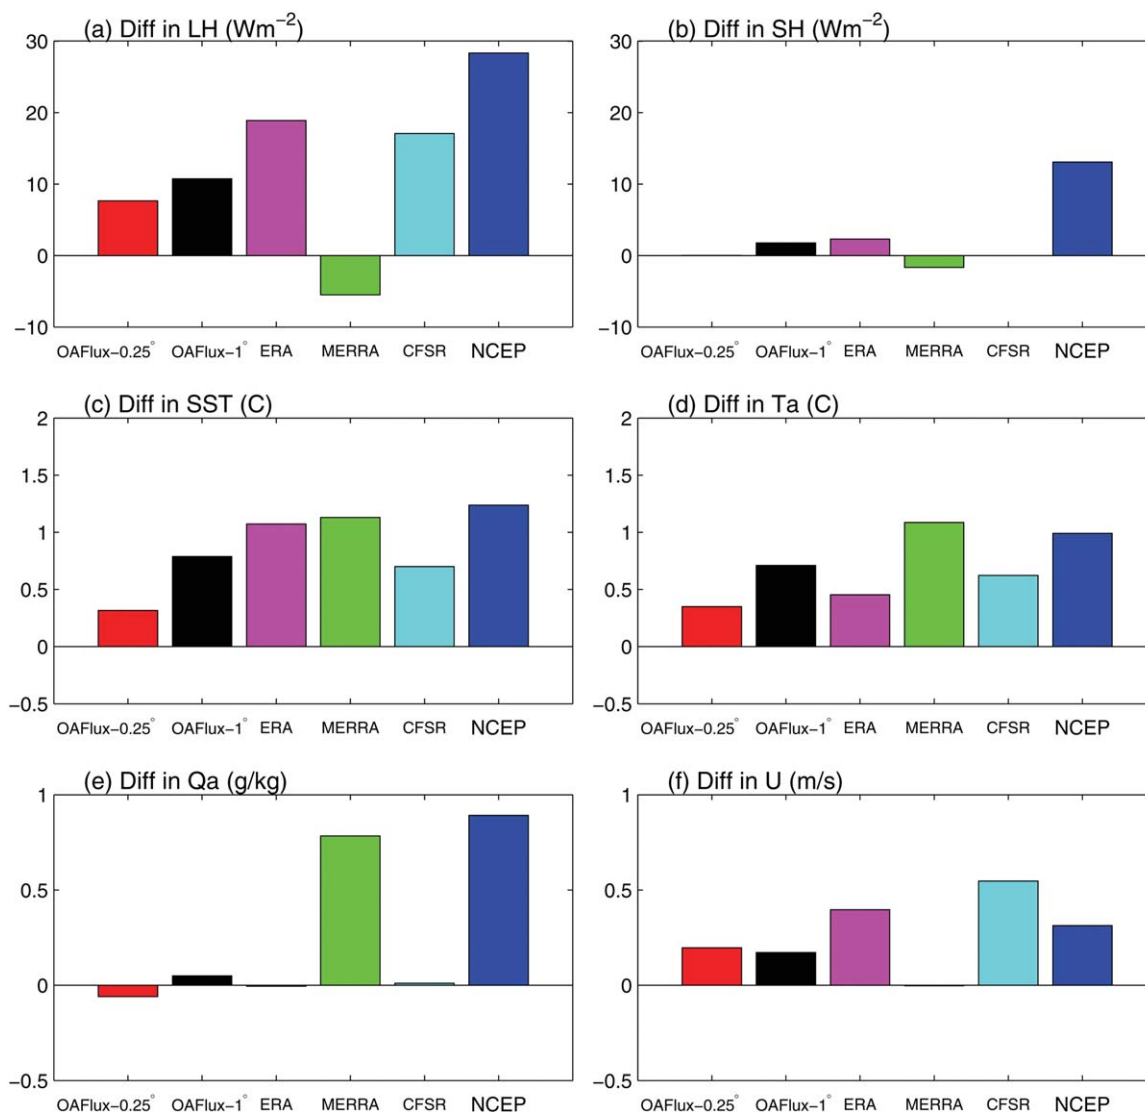 (a) Diff in LH (Wm−2)
30
20
10
0
−10
OAFlux−0.25° OAFlux−1° ERA MERRA CFSR NCEP
(b) Diff in SH (Wm−2)
30
20
10
0
−10
OAFlux−0.25° OAFlux−1° ERA MERRA CFSR NCEP
(c) Diff in SST (C)
2
1.5
1
0.5
0
−0.5
OAFlux−0.25° OAFlux−1° ERA MERRA CFSR NCEP
(d) Diff in Ta (C)
2
1.5
1
0.5
0
−0.5
OAFlux−0.25° OAFlux−1° ERA MERRA CFSR NCEP
(e) Diff in Qa (g/kg)
1
0.5
0
−0.5
OAFlux−0.25° OAFlux−1° ERA MERRA CFSR NCEP
(f) Diff in U (m/s)
1
0.5
0
−0.5
OAFlux−0.25° OAFlux−1° ERA MERRA CFSR NCEP